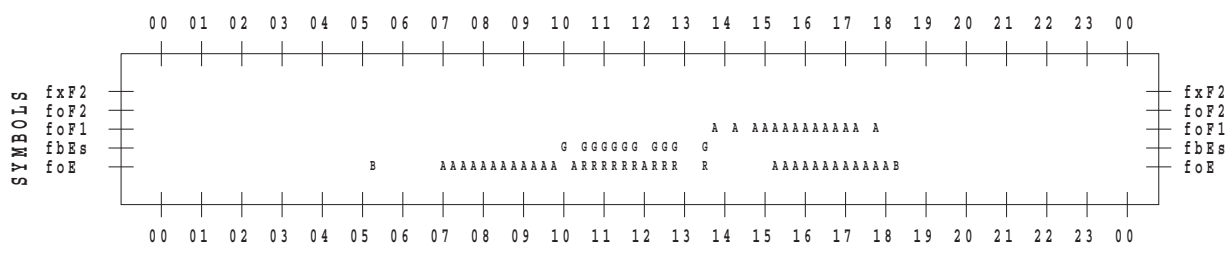 00 01 02 03 04 05 06 07 08 09 10 11 12 13 14 15 16 17 18 19 20 21 22 23 00
SYMBOLS
fxF2 fxF2
foF2 foF2
foF1 A A AAAAAAAAAAA A foF1
fbEs G GGGGGG GGG G fbEs
foE B AAAAAAAAAAAA ARRRRRRARRR R AAAAAAAAAAAAB foE
00 01 02 03 04 05 06 07 08 09 10 11 12 13 14 15 16 17 18 19 20 21 22 23 00